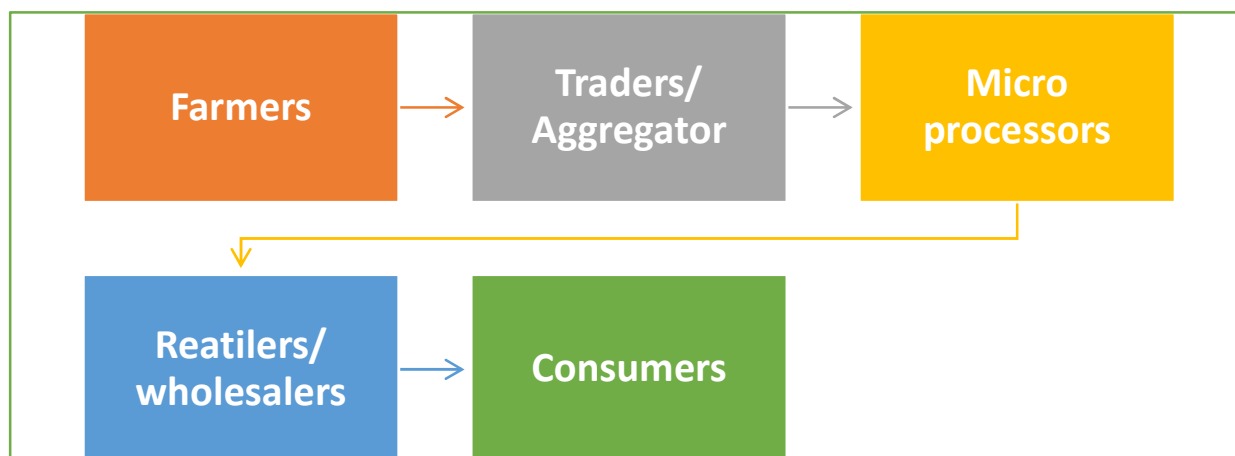 Farmers
Traders/
Aggregator
Micro
processors
Reatilers/
wholesalers
Consumers